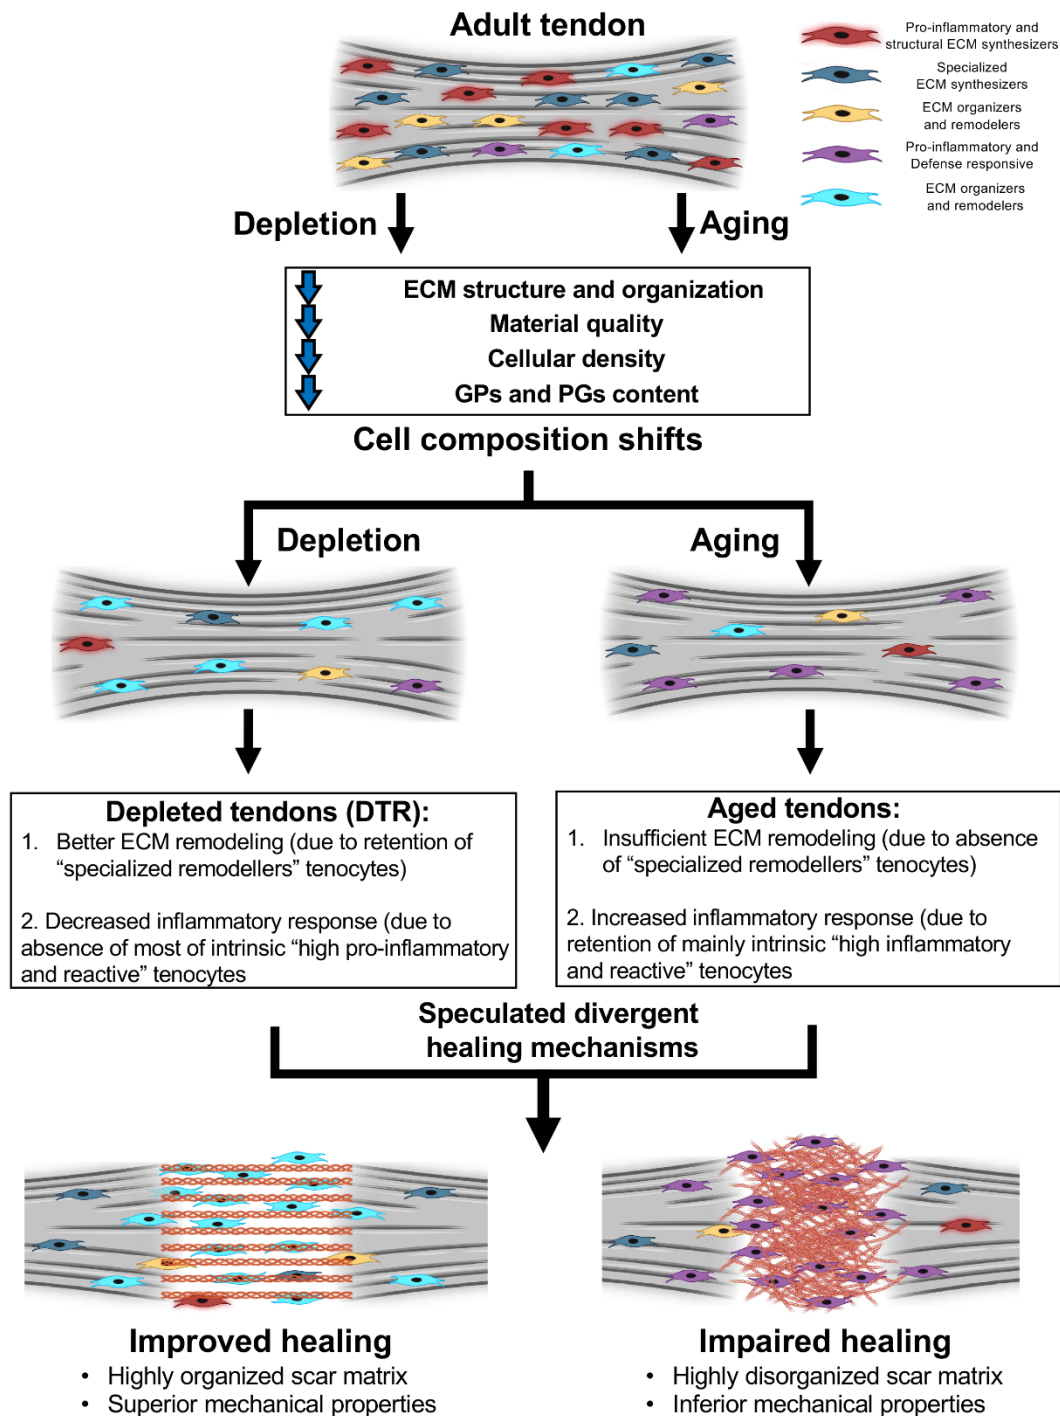 Adult tendon
Pro-inflammatory and
structural ECM synthesizers
Specialized
ECM synthesizers
ECM organizers
and remodelers
Pro-inflammatory and
Defense responsive
ECM organizers
and remodelers
Depletion
Aging
ECM structure and organization
Material quality
Cellular density
GPs and PGs content
Cell composition shifts
Depletion
Aging
Depleted tendons (DTR):
1. Better ECM remodeling (due to retention of
“specialized remodellers” tenocytes)
2. Decreased inflammatory response (due to
absence of most of intrinsic “high pro-inflammatory
and reactive” tenocytes
Aged tendons:
1. Insufficient ECM remodeling (due to absence
of “specialized remodellers” tenocytes)
2. Increased inflammatory response (due to
retention of mainly intrinsic “high inflammatory
and reactive” tenocytes
Speculated divergent
healing mechanisms
Improved healing
• Highly organized scar matrix
• Superior mechanical properties
Impaired healing
• Highly disorganized scar matrix
• Inferior mechanical properties